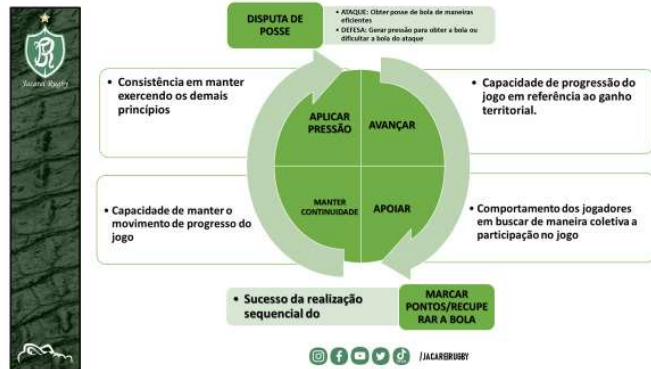 Jacareí Rugby
DISPUTA DE
POSSE
• ATAQUE: Obter posse de bola de maneiras
eficientes
• DEFESA: Gerar pressão para obter a bola ou
dificultar a bola do ataque
• Consistência em manter
exercendo os demais
princípios
APLICAR
PRESSÃO
AVANÇAR
• Capacidade de progressão do
jogo em referência ao ganho
territorial.
• Capacidade de manter o
movimento de progresso do
jogo
MANTER
CONTINUIDADE
APOIAR
• Comportamento dos jogadores
em buscar de maneira coletiva a
participação no jogo
• Sucesso da realização
sequencial do
MARCAR
PONTOS/RECUPE
RAR A BOLA
/JACAREIRUGBY